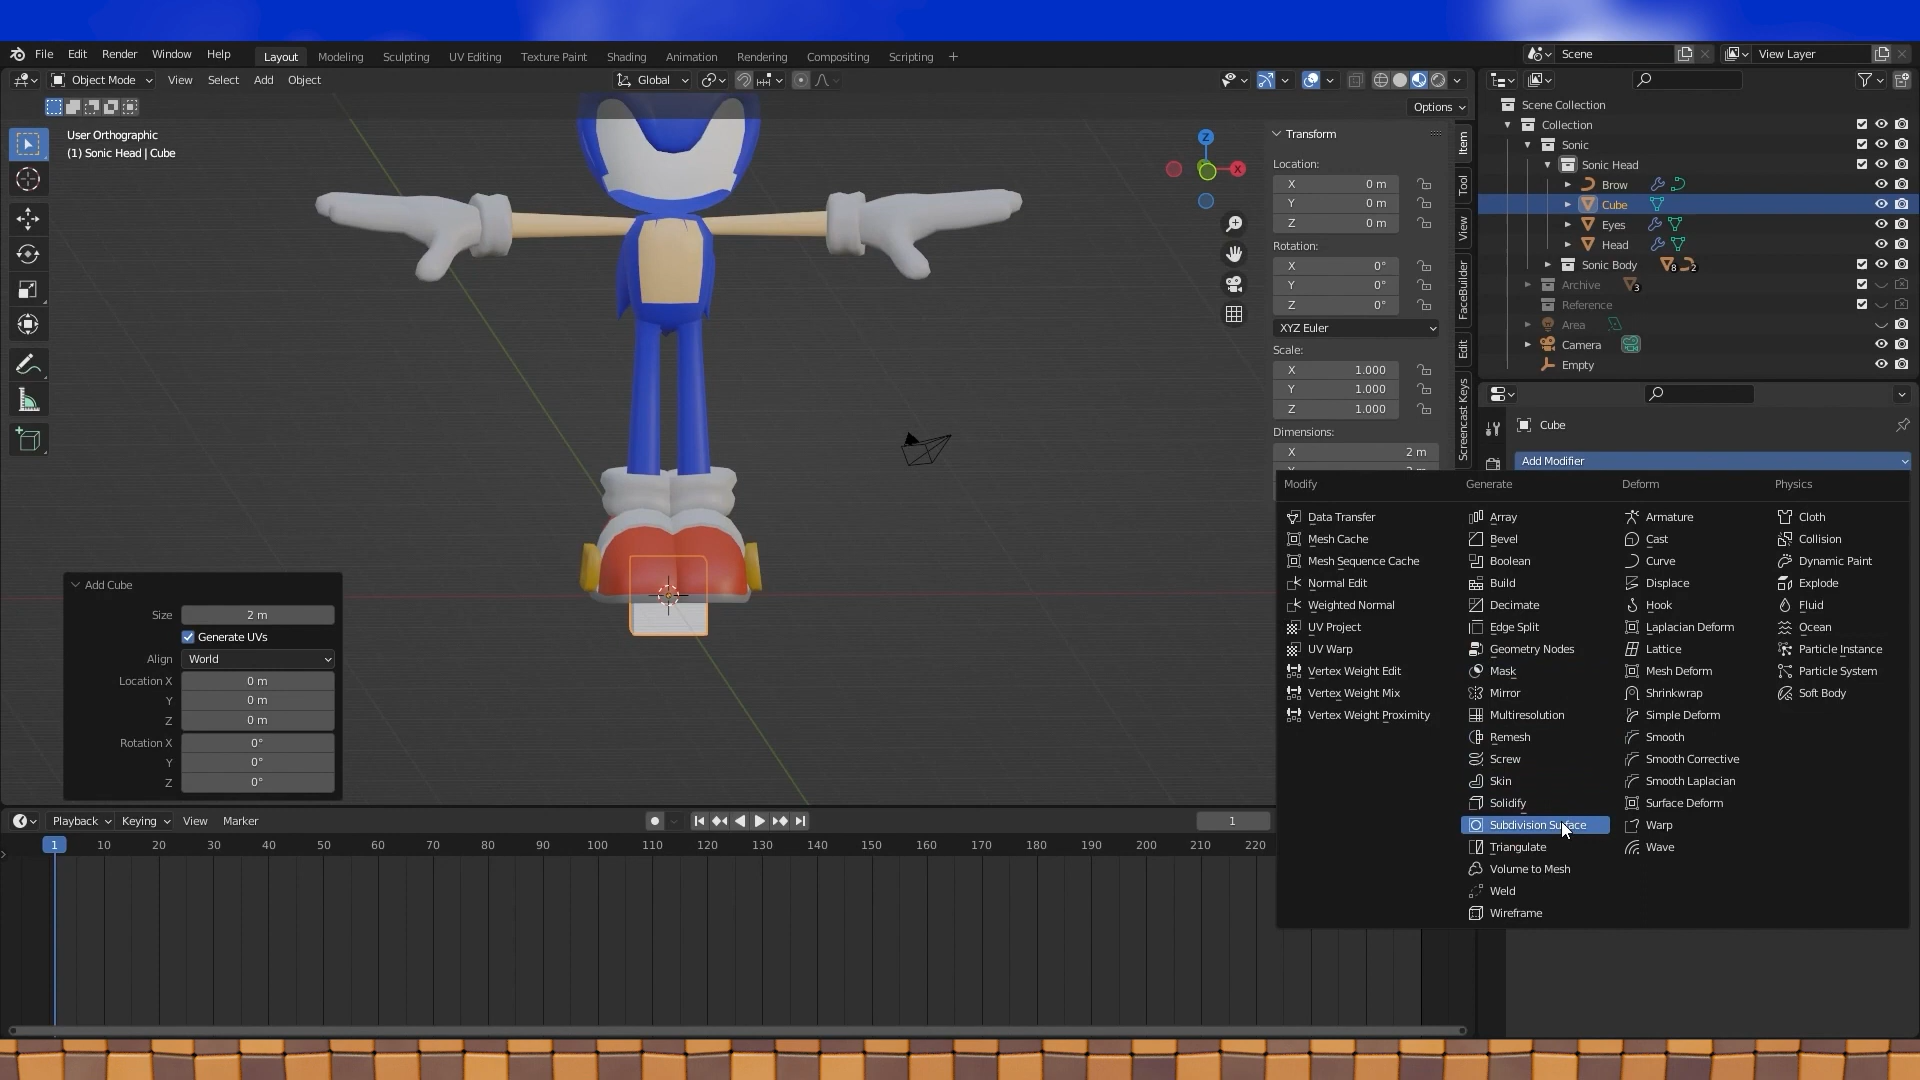 File Edit Render Window Help Layout Modeling Sculpting UV Editing Texture Paint Shading Animation Rendering Compositing Scripting + Scene View Layer
Object Mode View Select Add Object Global
Options
User Orthographic
(1) Sonic Head | Cube
Z
X
Transform
Location:
X 0 m
Y 0 m
Z 0 m
Rotation:
X 0°
Y 0°
Z 0°
XYZ Euler
Scale:
X 1.000
Y 1.000
Z 1.000
Dimensions:
X 2 m
Item
Tool
View
FaceBuilder
Edit
Screencast Keys
Scene Collection
Collection
Sonic
Sonic Head
Brow
Cube
Eyes
Head
Sonic Body 8 2
Archive 3
Reference
Area
Camera
Empty
Cube
Add Modifier
Modify
Data Transfer
Mesh Cache
Mesh Sequence Cache
Normal Edit
Weighted Normal
UV Project
UV Warp
Vertex Weight Edit
Vertex Weight Mix
Vertex Weight Proximity
Generate
Array
Bevel
Boolean
Build
Decimate
Edge Split
Geometry Nodes
Mask
Mirror
Multiresolution
Remesh
Screw
Skin
Solidify
Subdivision Surface
Triangulate
Volume to Mesh
Weld
Wireframe
Deform
Armature
Cast
Curve
Displace
Hook
Laplacian Deform
Lattice
Mesh Deform
Shrinkwrap
Simple Deform
Smooth
Smooth Corrective
Smooth Laplacian
Surface Deform
Warp
Wave
Physics
Cloth
Collision
Dynamic Paint
Explode
Fluid
Ocean
Particle Instance
Particle System
Soft Body
Add Cube
Size 2 m
Generate UVs
Align World
Location X 0 m
Y 0 m
Z 0 m
Rotation X 0°
Y 0°
Z 0°
Playback Keying View Marker 1
1 10 20 30 40 50 60 70 80 90 100 110 120 130 140 150 160 170 180 190 200 210 220